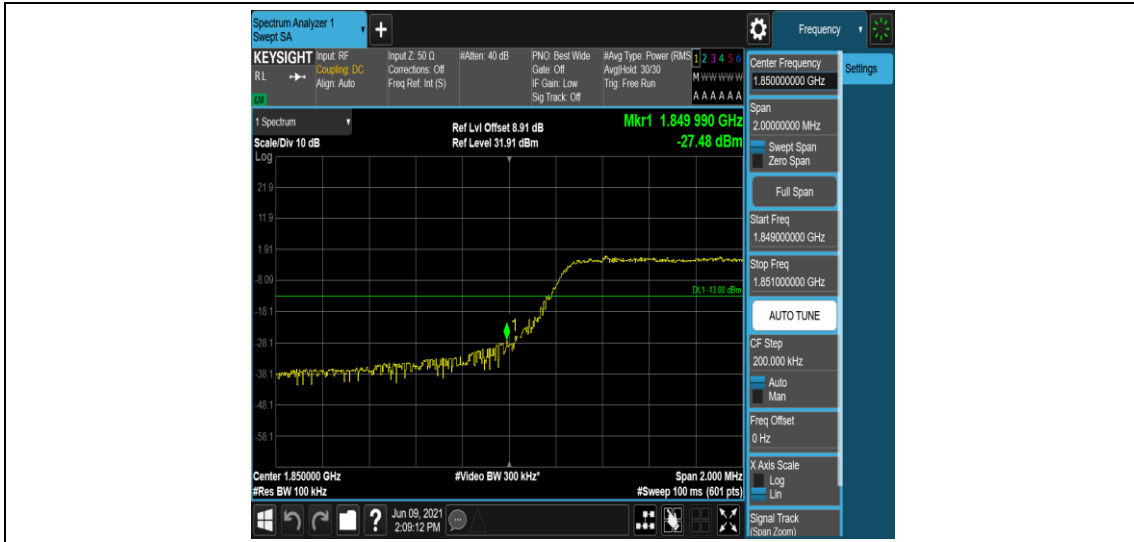 Spectrum Analyzer 1
Swept SA
Frequency
KEYSIGHT
R L
Input: RF
Coupling: DC
Align: Auto
Input Z: 50 Ω
Corrections: Off
Freq Ref: Int (S)
#Atten: 40 dB
PNO: Best Wide
Gate: Off
IF Gain: Low
Sig Track: Off
#Avg Type: Power (RMS
Avg|Hold: 30/30
Trig: Free Run
1 2 3 4 5 6
M W W W W W
A A A A A A
1 Spectrum
Scale/Div 10 dB
Log
Ref Lvl Offset 8.91 dB
Ref Level 31.91 dBm
Mkr1 1.849 990 GHz
-27.48 dBm
21.9
11.9
1.91
-8.09
DL1 -13.00 dBm
-18.1
1
-28.1
-38.1
-48.1
-58.1
Center 1.850000 GHz
#Res BW 100 kHz
#Video BW 300 kHz*
Span 2.000 MHz
#Sweep 100 ms (601 pts)
Center Frequency
1.850000000 GHz
Settings
Span
2.00000000 MHz
Swept Span
Zero Span
Full Span
Start Freq
1.849000000 GHz
Stop Freq
1.851000000 GHz
AUTO TUNE
CF Step
200.000 kHz
Auto
Man
Freq Offset
0 Hz
X Axis Scale
Log
Lin
Signal Track
(Span Zoom)
?
Jun 09, 2021
2:09:12 PM